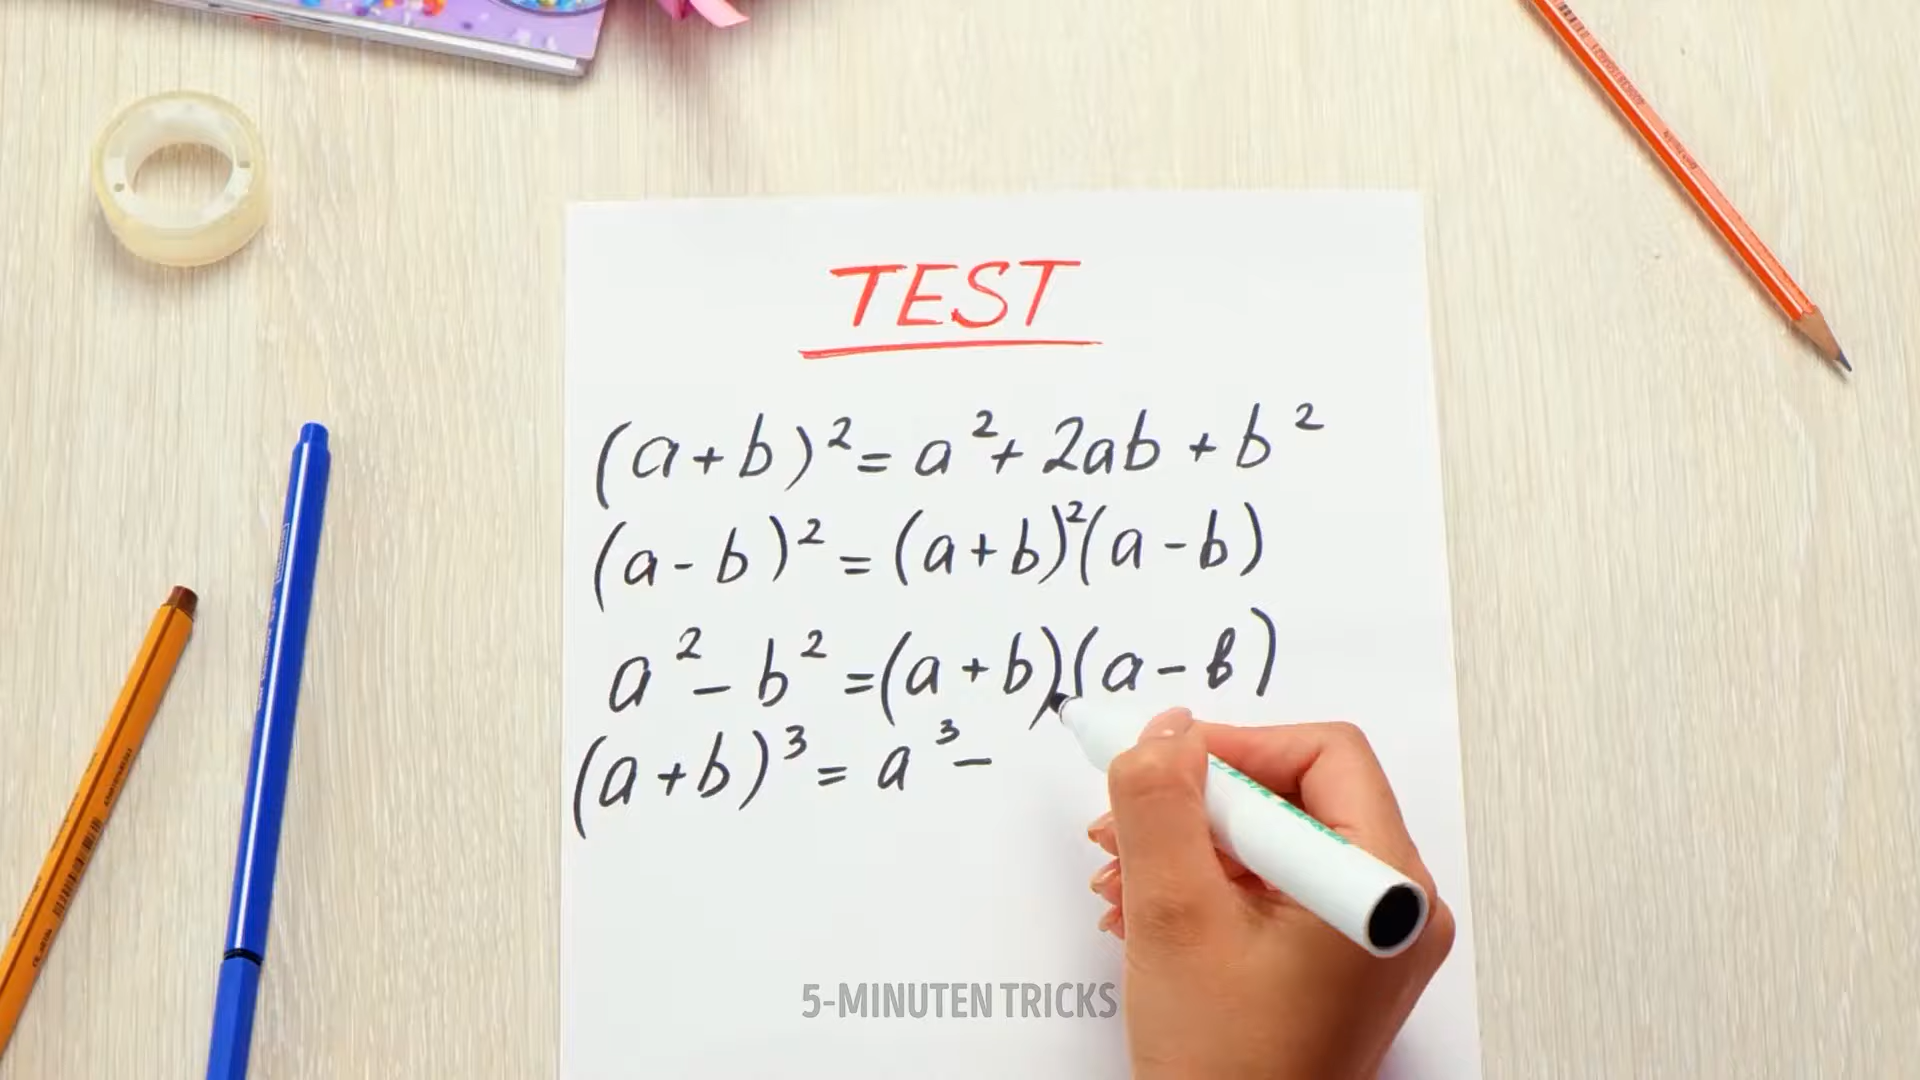 TEST
(a+b)² = a² + 2ab + b²
(a-b)² = (a+b)²(a-b)
a² - b² = (a+b)(a-b)
(a+b)³ = a³ -
5-MINUTEN TRICKS